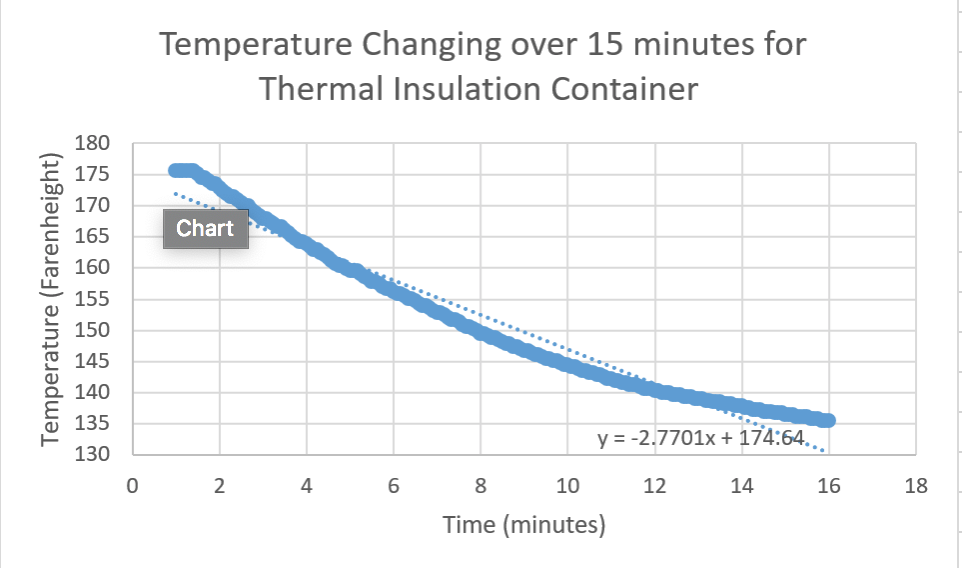 Temperature Changing over 15 minutes for
Thermal Insulation Container
Temperature (Farenheight)
180
175
170
165
160
155
150
145
140
135
130
Chart
y = -2.7701x + 174.64
0 2 4 6 8 10 12 14 16 18
Time (minutes)